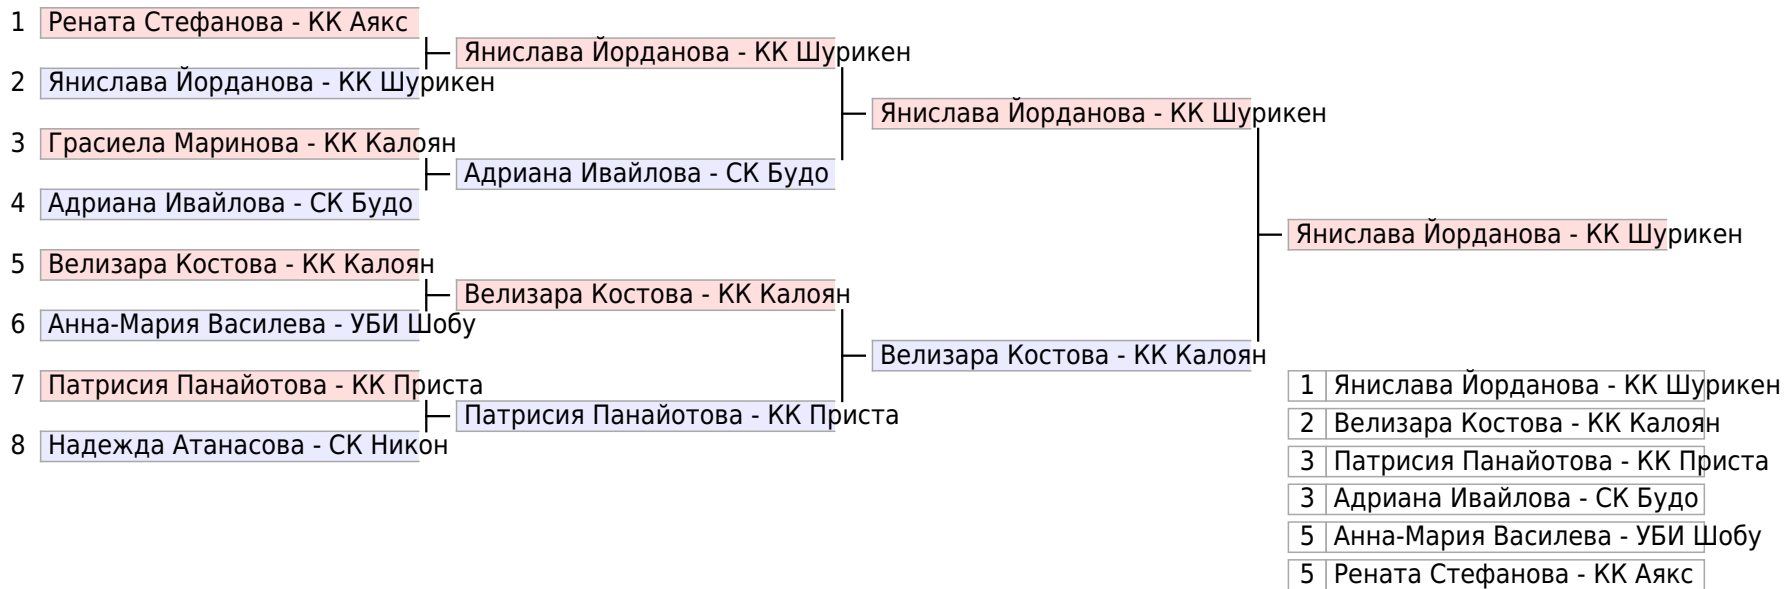 1 Рената Стефанова - КК Аякс
2 Янислава Йорданова - КК Шурикен
3 Грасиела Маринова - КК Калоян
4 Адриана Ивайлова - СК Будо
5 Велизара Костова - КК Калоян
6 Анна-Мария Василева - УБИ Шобу
7 Патрисия Панайотова - КК Приста
8 Надежда Атанасова - СК Никон
Янислава Йорданова - КК Шурикен
Адриана Ивайлова - СК Будо
Велизара Костова - КК Калоян
Патрисия Панайотова - КК Приста
Янислава Йорданова - КК Шурикен
Велизара Костова - КК Калоян
Янислава Йорданова - КК Шурикен
1 Янислава Йорданова - КК Шурикен
2 Велизара Костова - КК Калоян
3 Патрисия Панайотова - КК Приста
3 Адриана Ивайлова - СК Будо
5 Анна-Мария Василева - УБИ Шобу
5 Рената Стефанова - КК Аякс